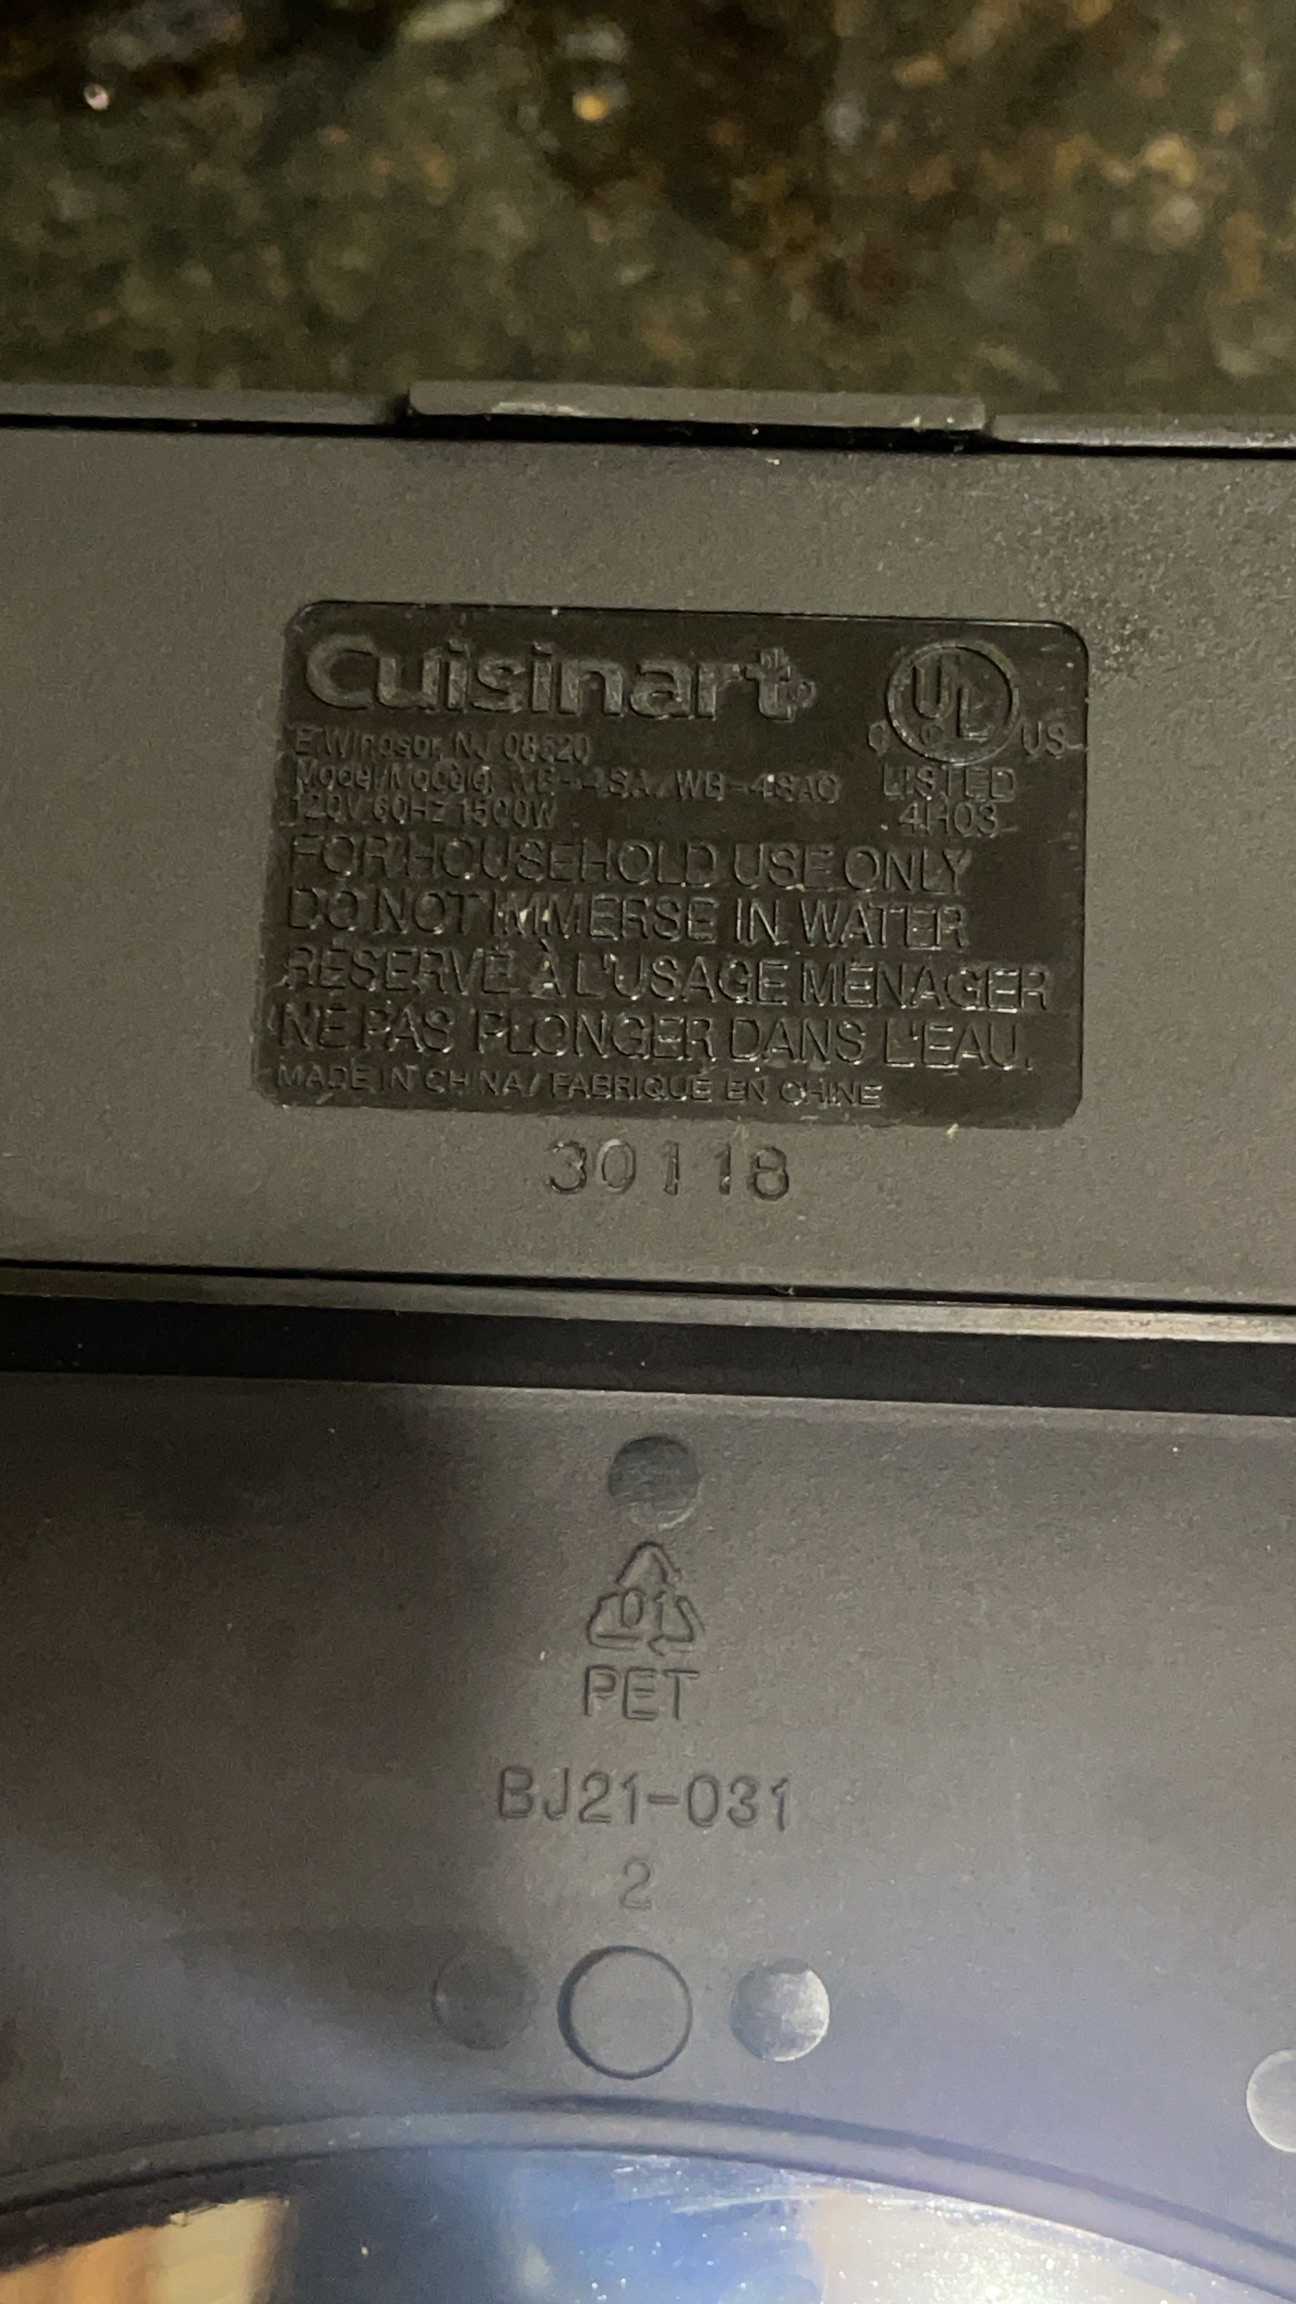 Cuisinart®
E. Windsor, NJ 08520
120V 60HZ 1500W
FOR HOUSEHOLD USE ONLY
DO NOT IMMERSE IN WATER
RÉSERVÉ À L'USAGE MÉNAGER
NE PAS PLONGER DANS L'EAU.
MADE IN CHINA / FABRIQUÉ EN CHINE
UL
C US
LISTED
4H03
30118
01
PET
BJ21-031
2